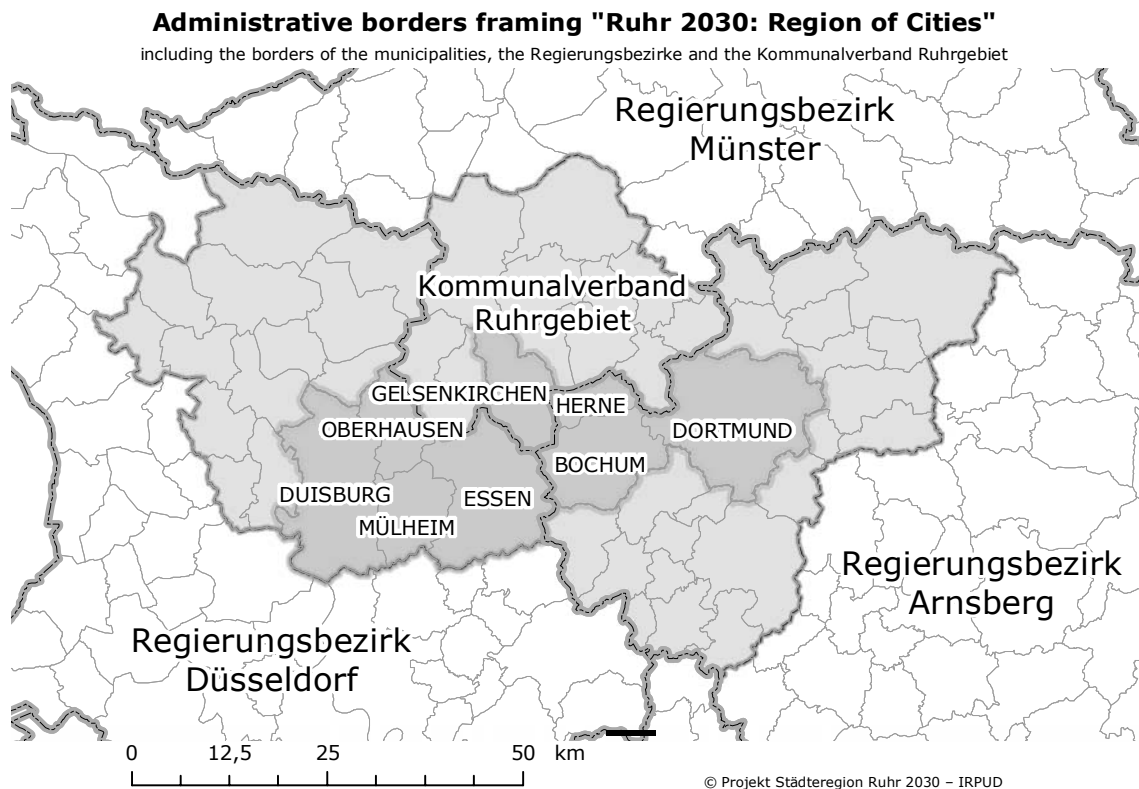 Administrative borders framing "Ruhr 2030: Region of Cities"
including the borders of the municipalities, the Regierungsbezirke and the Kommunalverband Ruhrgebiet
Regierungsbezirk
Münster
Kommunalverband
Ruhrgebiet
GELSENKIRCHEN
HERNE
OBERHAUSEN
DORTMUND
BOCHUM
DUISBURG
ESSEN
MÜLHEIM
Regierungsbezirk
Arnsberg
Regierungsbezirk
Düsseldorf
0 12,5 25 50 km
© Projekt Städteregion Ruhr 2030 – IRPUD